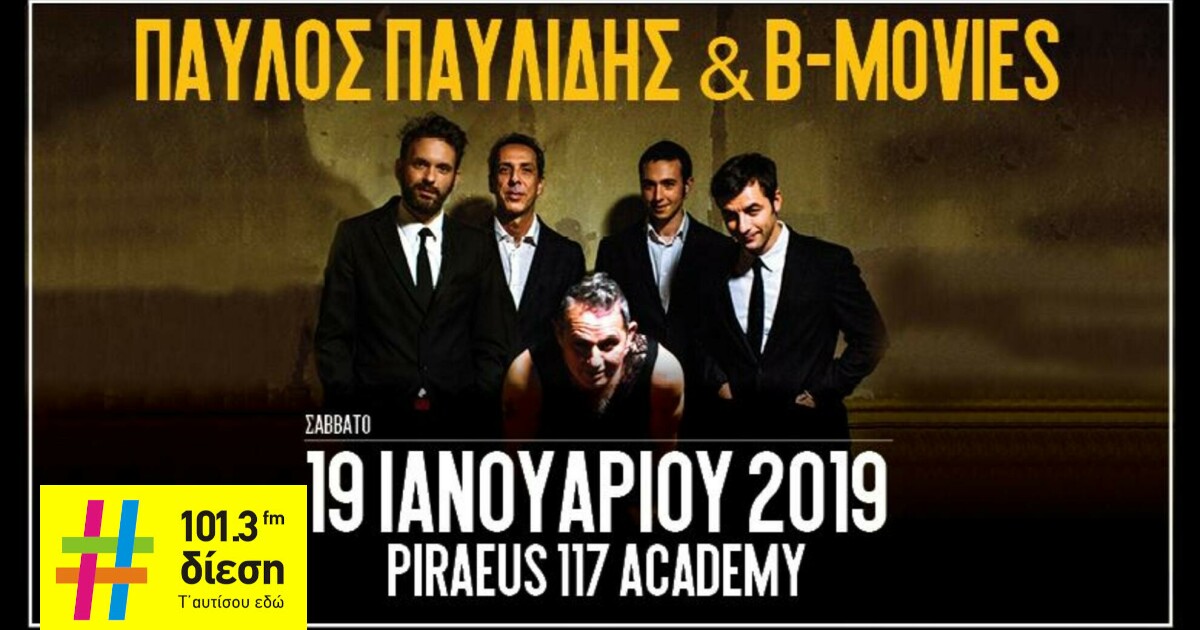 ΠΑΥΛΟΣ ΠΑΥΛΙΔΗΣ & B-MOVIES
ΣΑΒΒΑΤΟ
19 ΙΑΝΟΥΑΡΙΟΥ 2019
PIRAEUS 117 ACADEMY
101.3 fm
δίεση
Τ'αυτίσου εδώ